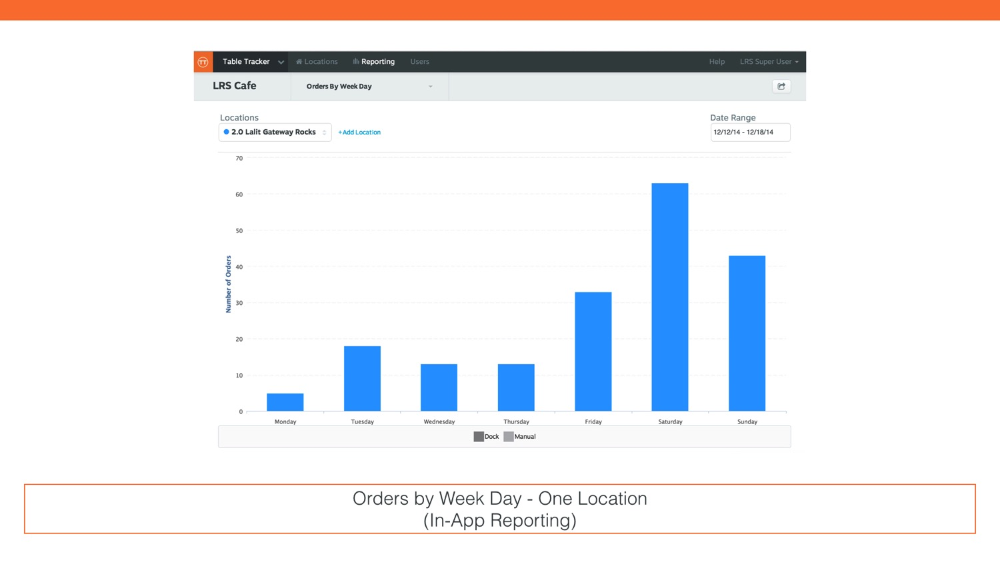 TT Table Tracker Locations Reporting Users Help LRS Super User
LRS Cafe Orders By Week Day
Locations Date Range
2.0 Lalit Gateway Rocks +Add Location 12/12/14 - 12/18/14
70
60
50
40
30
20
10
0
Number of Orders
Monday Tuesday Wednesday Thursday Friday Saturday Sunday
Dock Manual
Orders by Week Day - One Location
(In-App Reporting)